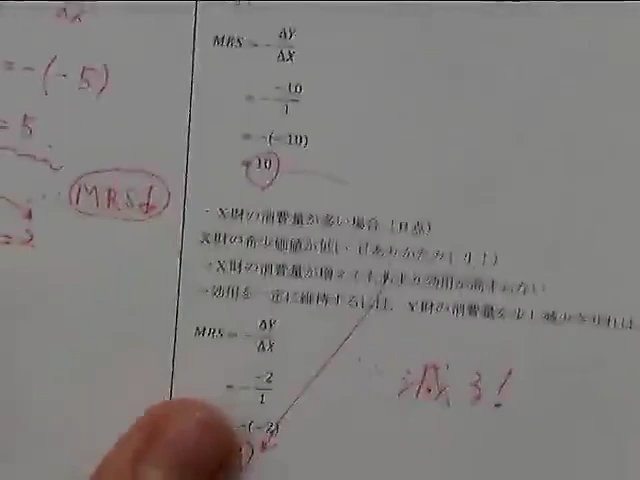 ΔX
= -(-5)
= 5
MRS↓
= 2
MRS = - ΔY/ΔX
= - -10/1
= -(-10)
= 10
・X財の消費量が多い場合(B点)
X財の希少価値が低い(ありがたみ小!)
→X財の消費量が増えてもあまり効用が高まらない
→効用を一定に維持するには、Y財の消費量を少し減少させれば
MRS = - ΔY/ΔX
= - -2/1
-(-2)
減る!